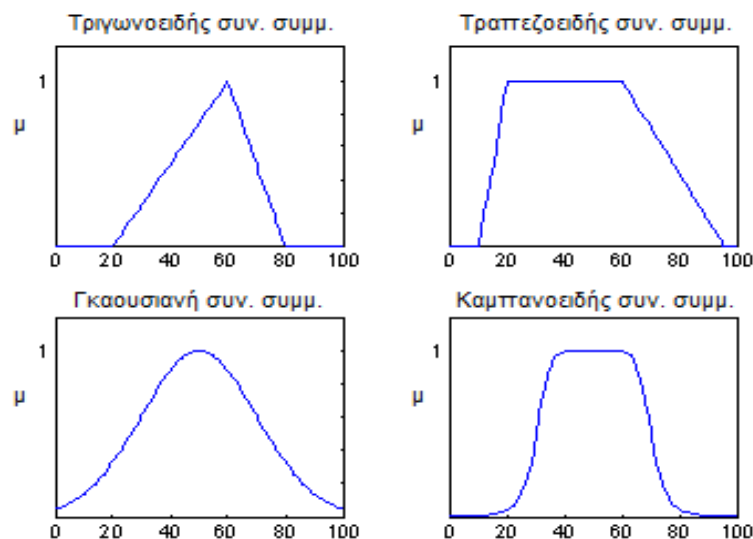 Τριγωνοειδής συν. συμμ.
1
μ
0 20 40 60 80 100
Τραπεζοειδής συν. συμμ.
1
μ
0 20 40 60 80 100
Γκαουσιανή συν. συμμ.
1
μ
0 20 40 60 80 100
Καμπανοειδής συν. συμμ.
1
μ
0 20 40 60 80 100